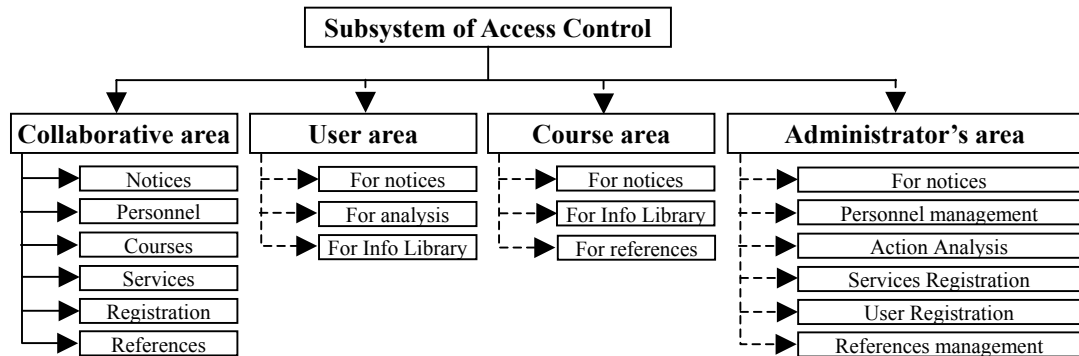 Subsystem of Access Control
Collaborative area
Notices
Personnel
Courses
Services
Registration
References
User area
For notices
For analysis
For Info Library
Course area
For notices
For Info Library
For references
Administrator's area
For notices
Personnel management
Action Analysis
Services Registration
User Registration
References management